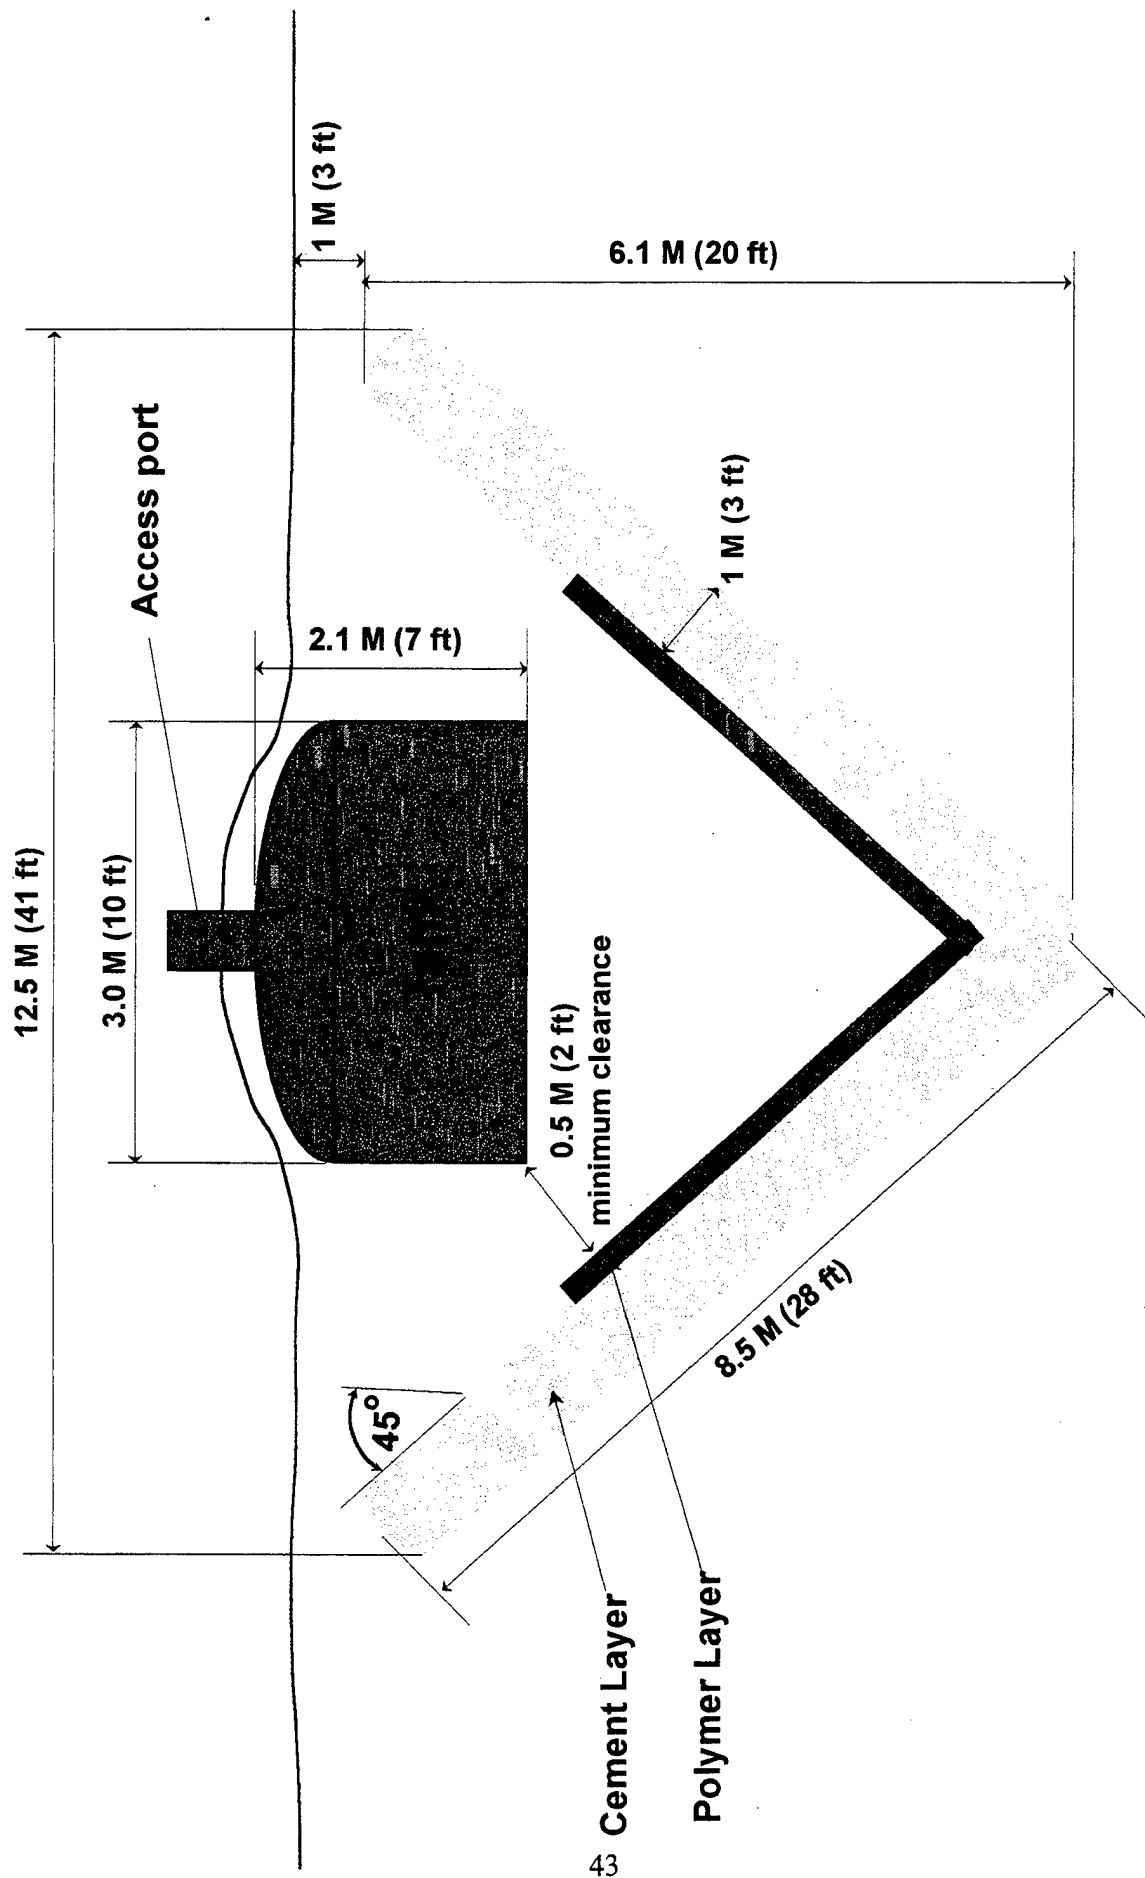 12.5 M (41 ft)
3.0 M (10 ft)
Access port
2.1 M (7 ft)
1 M (3 ft)
6.1 M (20 ft)
0.5 M (2 ft)
minimum clearance
1 M (3 ft)
45°
8.5 M (28 ft)
Cement Layer
Polymer Layer
43